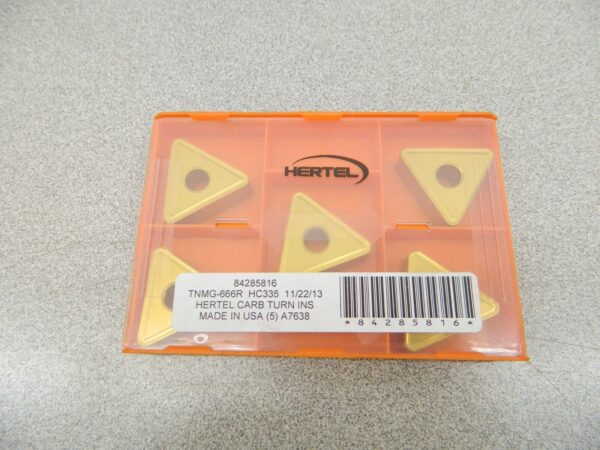 HERTEL
84285816
TNMG-666R HC335 11/22/13
HERTEL CARB TURN INS
MADE IN USA (5) A7638
*84285816*